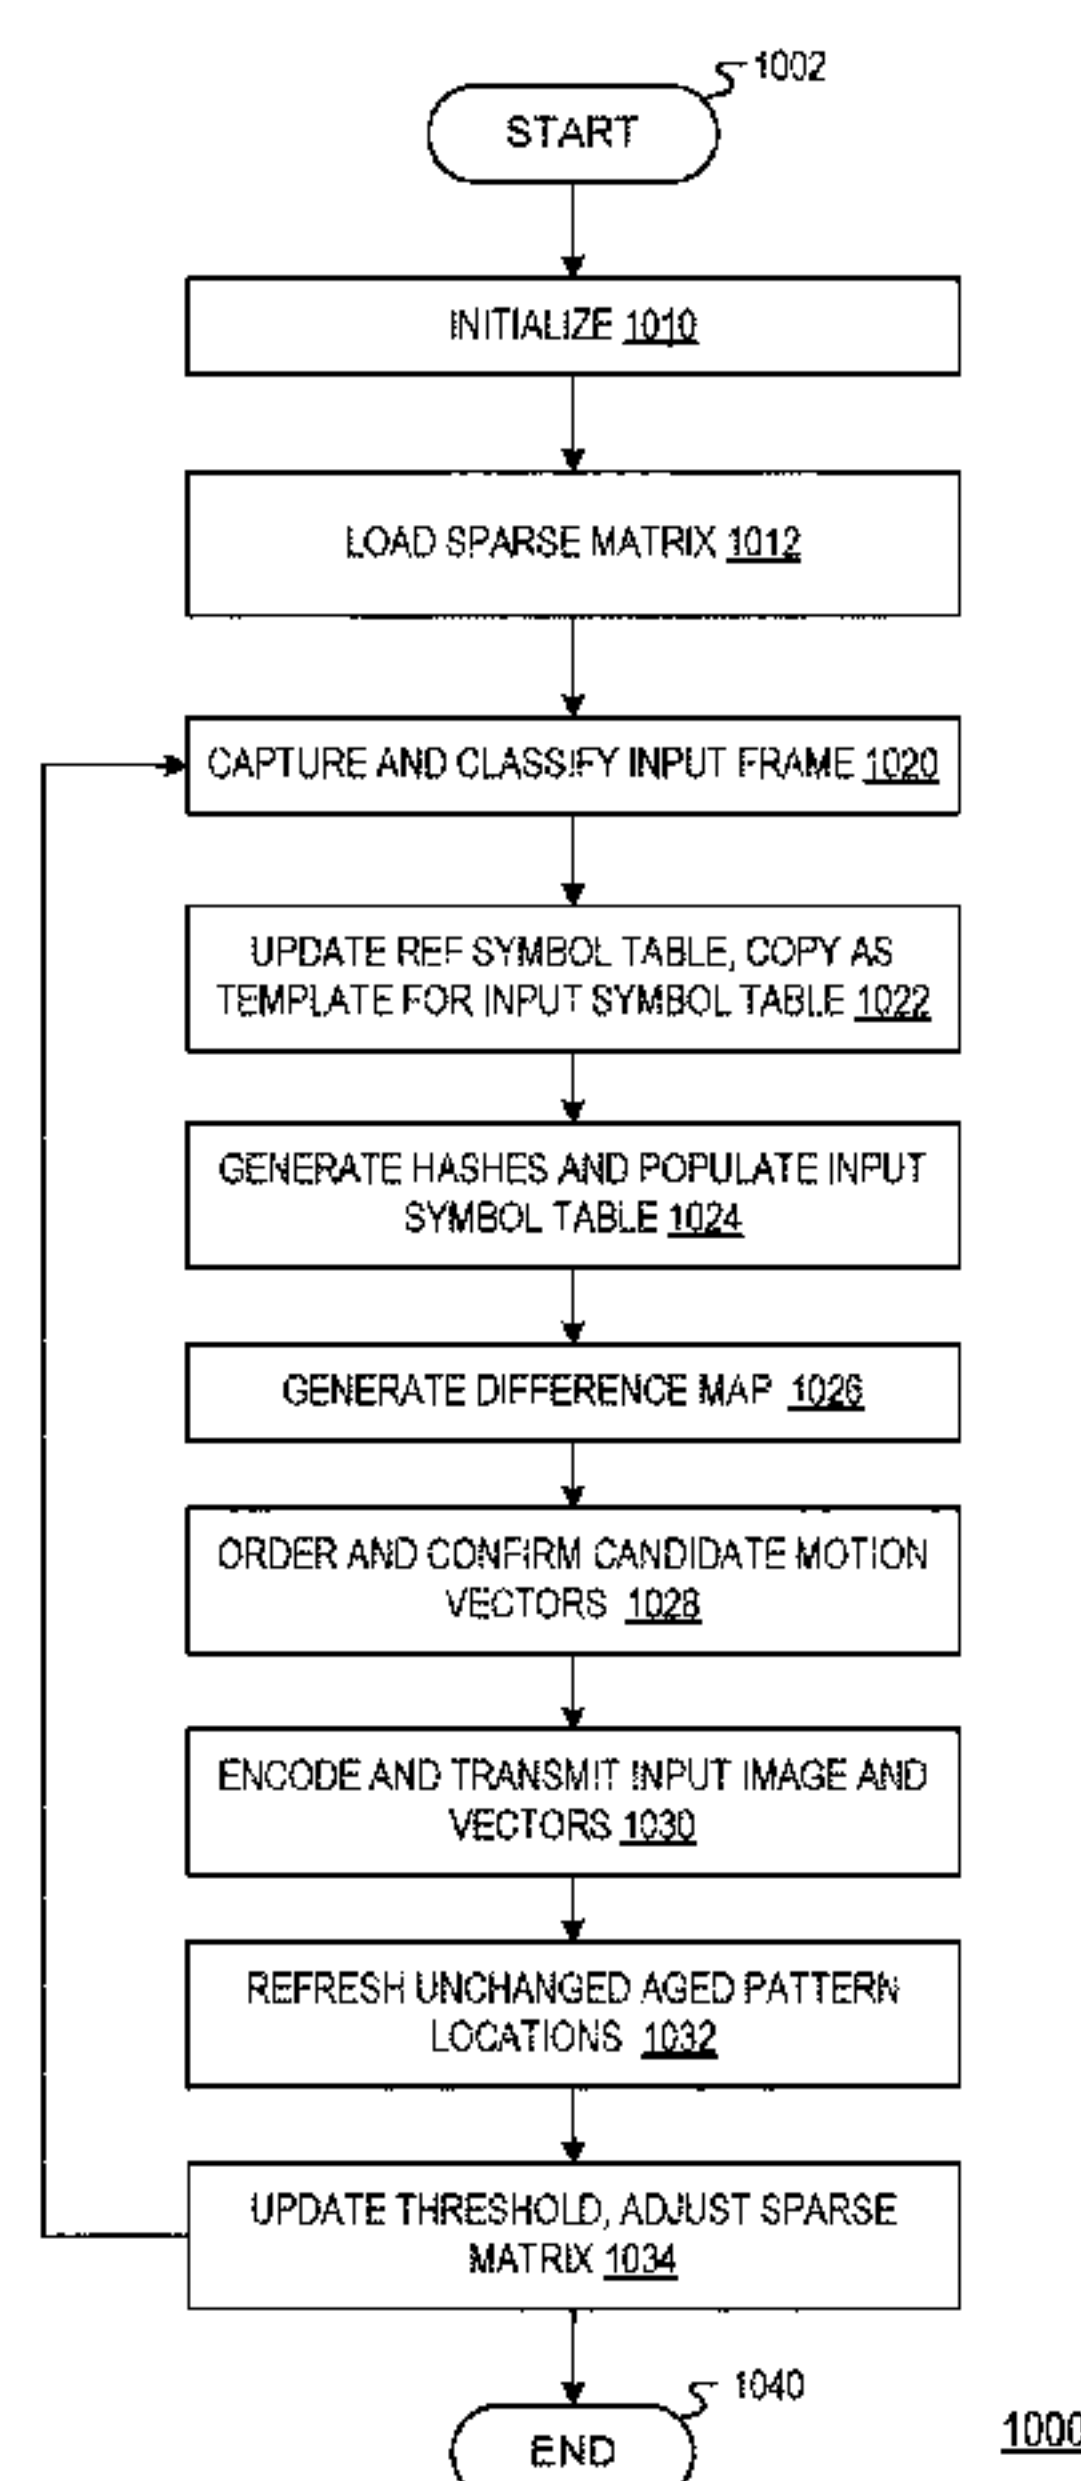 1002
START
INITIALIZE 1010
LOAD SPARSE MATRIX 1012
CAPTURE AND CLASSIFY INPUT FRAME 1020
UPDATE REF SYMBOL TABLE, COPY AS
TEMPLATE FOR INPUT SYMBOL TABLE 1022
GENERATE HASHES AND POPULATE INPUT
SYMBOL TABLE 1024
GENERATE DIFFERENCE MAP 1026
ORDER AND CONFIRM CANDIDATE MOTION
VECTORS 1028
ENCODE AND TRANSMIT INPUT IMAGE AND
VECTORS 1030
REFRESH UNCHANGED AGED PATTERN
LOCATIONS 1032
UPDATE THRESHOLD, ADJUST SPARSE
MATRIX 1034
1040
END
1000